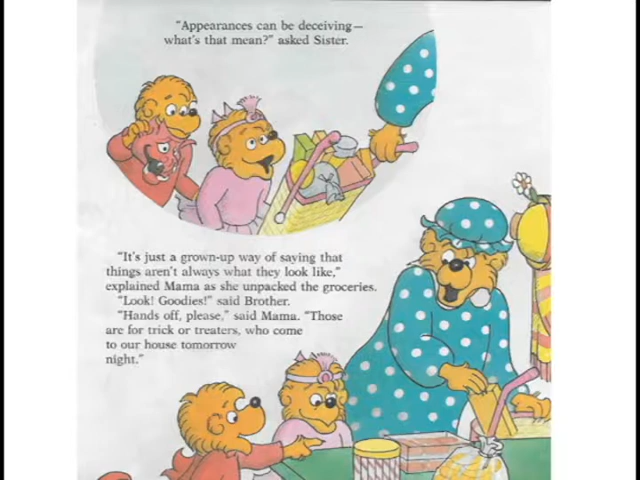 "Appearances can be deceiving—
what's that mean?" asked Sister.
"It's just a grown-up way of saying that
things aren't always what they look like,"
explained Mama as she unpacked the groceries.
"Look! Goodies!" said Brother.
"Hands off, please," said Mama. "Those
are for trick or treaters, who come
to our house tomorrow
night."